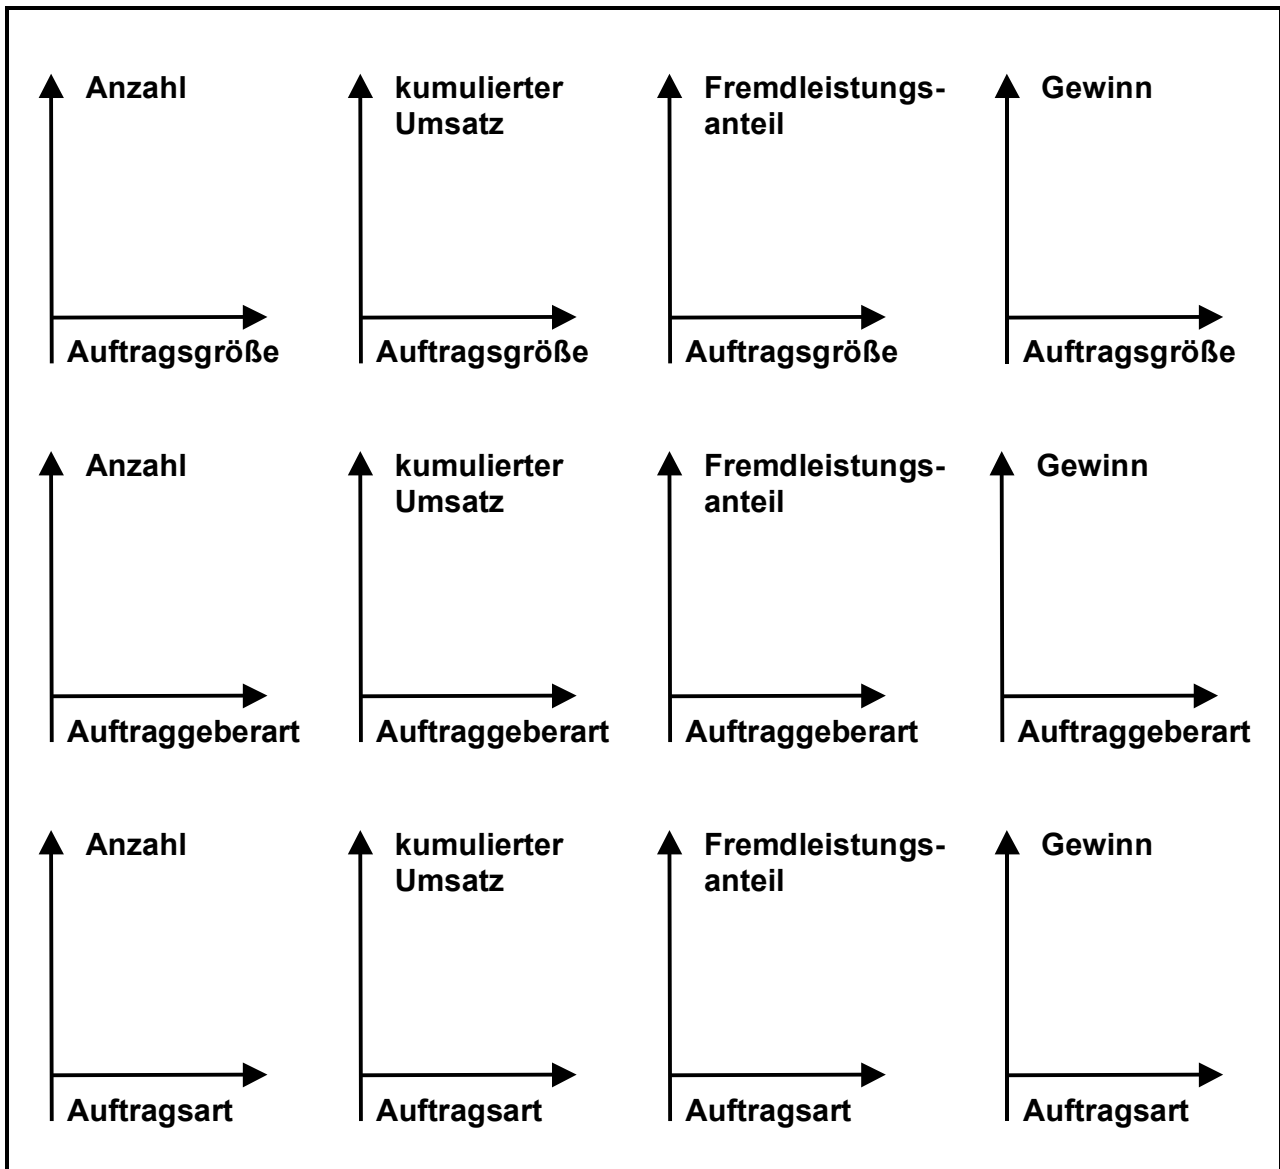 Anzahl
kumulierter
Umsatz
Fremdleistungs-
anteil
Gewinn
Auftragsgröße
Auftragsgröße
Auftragsgröße
Auftragsgröße
Anzahl
kumulierter
Umsatz
Fremdleistungs-
anteil
Gewinn
Auftraggeberart
Auftraggeberart
Auftraggeberart
Auftraggeberart
Anzahl
kumulierter
Umsatz
Fremdleistungs-
anteil
Gewinn
Auftragsart
Auftragsart
Auftragsart
Auftragsart